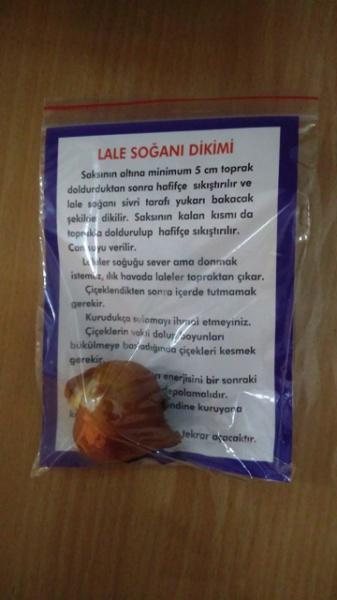 LALE SOĞANI DİKİMİ
Saksının altına minimum 5 cm toprak
doldurduktan sonra hafifçe sıkıştırılır ve
lale soğanı sivri tarafı yukarı bakacak
şekilde dikilir. Saksının kalan kısmı da
toprakla doldurulup hafifçe sıkıştırılır.
Can suyu verilir.
Laleler soğuğu sever ama donmak
istemez, ılık havada laleler topraktan çıkar.
Çiçeklendikten sonra içerde tutmamak
gerekir.
Kurudukça sulamayı ihmal etmeyiniz.
Çiçeklerin vakti dolup boyunları
bükülmeye başladığında çiçekleri kesmek
gerekir.
enerjisini bir sonraki
depolamalıdır.
kuruyana
tekrar açacaktır.